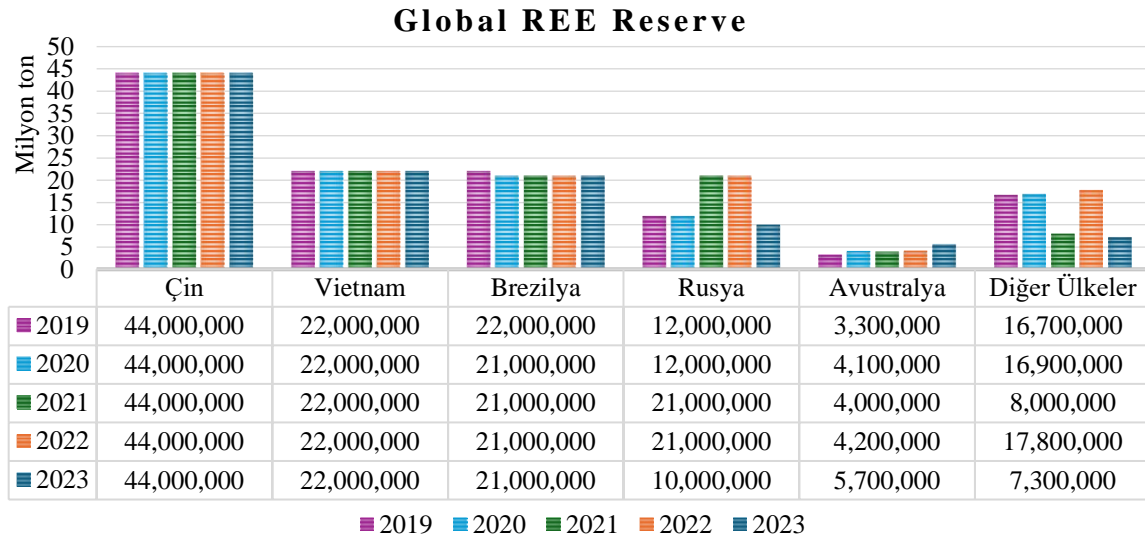 Global REE Reserve
Milyon ton
50
45
40
35
30
25
20
15
10
5
0
Çin Vietnam Brezilya Rusya Avustralya Diğer Ülkeler
2019 44,000,000 22,000,000 22,000,000 12,000,000 3,300,000 16,700,000
2020 44,000,000 22,000,000 21,000,000 12,000,000 4,100,000 16,900,000
2021 44,000,000 22,000,000 21,000,000 21,000,000 4,000,000 8,000,000
2022 44,000,000 22,000,000 21,000,000 21,000,000 4,200,000 17,800,000
2023 44,000,000 22,000,000 21,000,000 10,000,000 5,700,000 7,300,000
2019 2020 2021 2022 2023